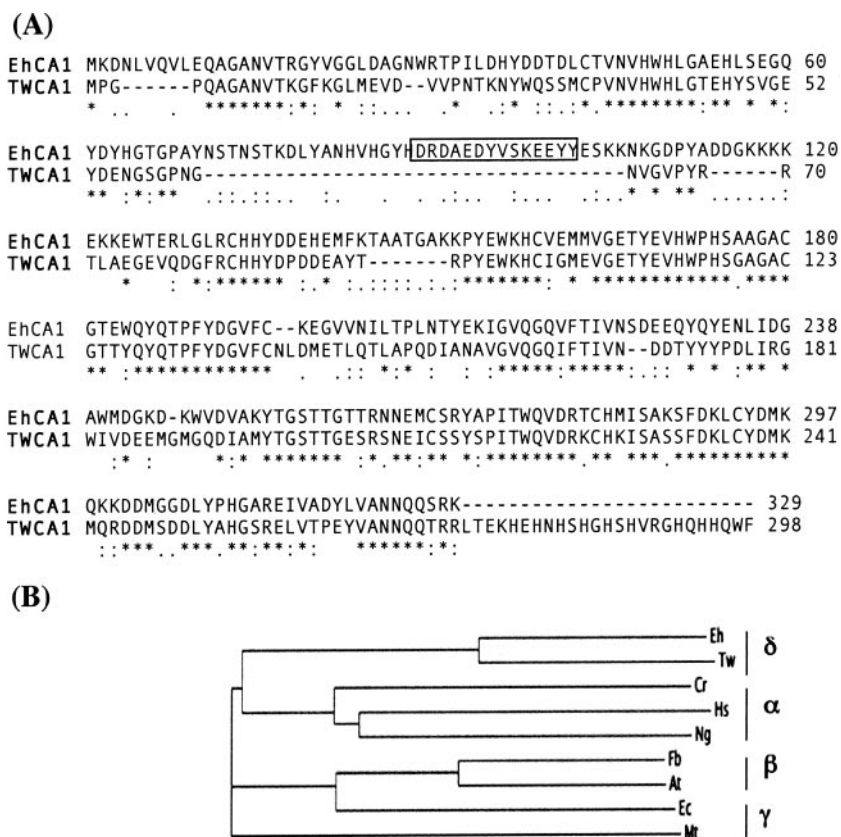 (A)
EhCA1 MKDNLVQVLEQAGANVTRGYVGGLDAGNWRTPILDHYDDTDLCTVNVHWHLGAEHLSEGQ 60
TWCA1 MPG------PQAGANVTKGFKGLMEVD--VVPNTKNYWQSSMCPVNVHWHLGTEHYSVGE 52
EhCA1 YDYHGTGPAYNSTNSTKDLYANHVHGYHDRDAEDYVSKEEYYESKKNKGDPYADDGKKKK 120
TWCA1 YDENGSGPNG------------------------------------NVGVPYR------R 70
EhCA1 EKKEWTERLGLRCHHYDDEHEMFKTAATGAKKPYEWKHCVEMMVGETYEVHWPHSAAGAC 180
TWCA1 TLAEGEVQDGFRCHHYDPDDEAYT-------RPYEWKHCIGMEVGETYEVHWPHSGAGAC 123
EhCA1 GTEWQYQTPFYDGVFC--KEGVVNILTPLNTYEKIGVQGQVFTIVNSDEEQYQYENLIDG 238
TWCA1 GTTYQYQTPFYDGVFCNLDMETLQTLAPQDIANAVGVQGQIFTIVN--DDTYYYPDLIRG 181
EhCA1 AWMDGKD-KWVDVAKYTGSTTGTTRNNEMCSRYAPITWQVDRTCHMISAKSFDKLCYDMK 297
TWCA1 WIVDEEMGMGQDIAMYTGSTTGESRSNEICSSYSPITWQVDRKCHKISASSFDKLCYDMK 241
EhCA1 QKKDDMGGDLYPHGAREIVADYLVANNQQSRK--------------------------- 329
TWCA1 MQRDDMSDDLYAHGSRELVTPEYVANNQQTRRLTEKHEHNHSHGHSHVRGHQHHQWF 298
(B)
Eh
Tw
δ
Cr
Hs
Ng
α
Fb
At
β
Ec
Mt
γ